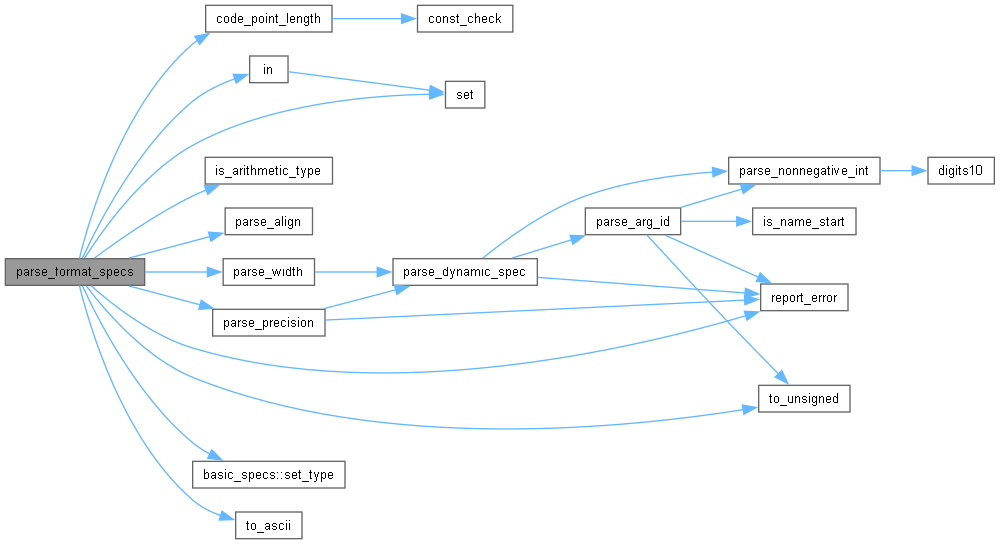 code_point_length
const_check
in
set
is_arithmetic_type
parse_nonnegative_int
digits10
parse_align
parse_arg_id
is_name_start
parse_format_specs
parse_width
parse_dynamic_spec
report_error
parse_precision
to_unsigned
basic_specs::set_type
to_ascii